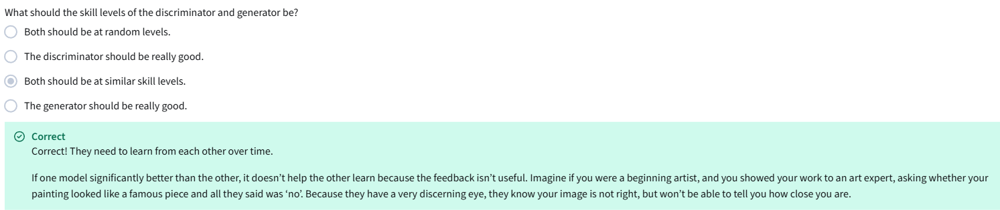 What should the skill levels of the discriminator and generator be?
Both should be at random levels.
The discriminator should be really good.
Both should be at similar skill levels.
The generator should be really good.
Correct
Correct! They need to learn from each other over time.
If one model significantly better than the other, it doesn’t help the other learn because the feedback isn’t useful. Imagine if you were a beginning artist, and you showed your work to an art expert, asking whether your
painting looked like a famous piece and all they said was ‘no’. Because they have a very discerning eye, they know your image is not right, but won’t be able to tell you how close you are.